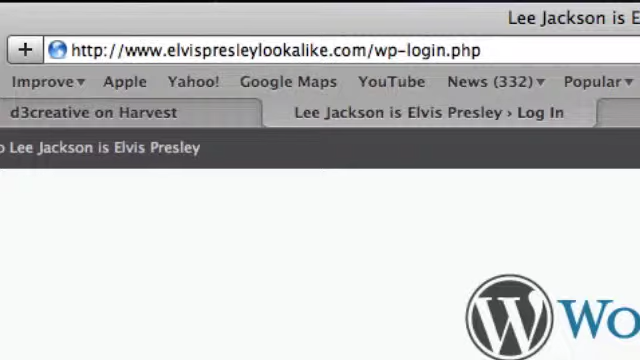 Lee Jackson is E
http://www.elvispresleylookalike.com/wp-login.php
Improve Apple Yahoo! Google Maps YouTube News (332) Popular
d3creative on Harvest Lee Jackson is Elvis Presley › Log In
o Lee Jackson is Elvis Presley
W Wo